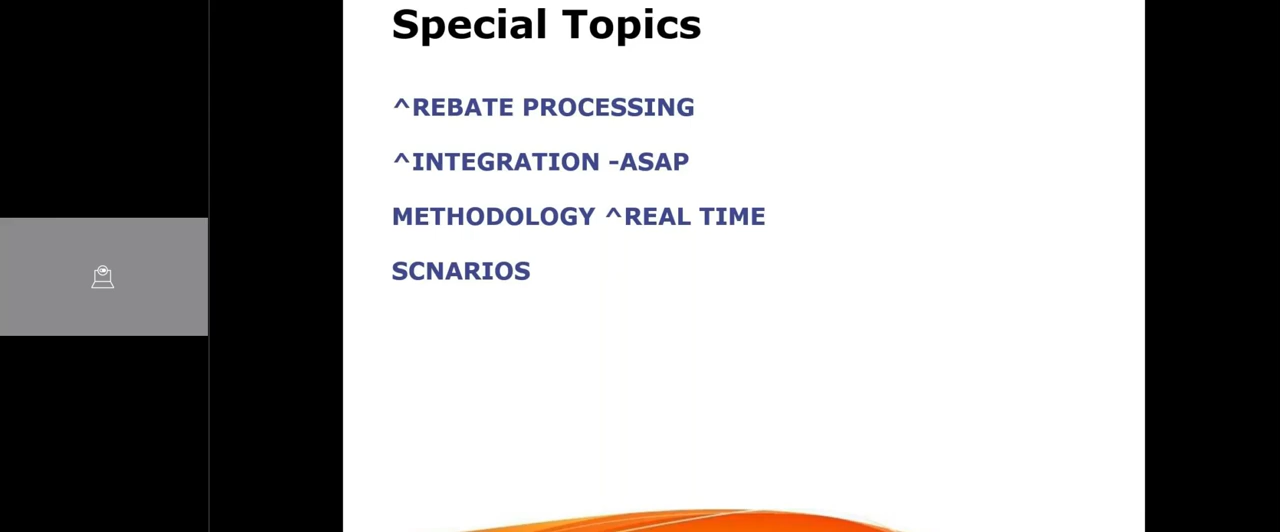 Special Topics
^REBATE PROCESSING
^INTEGRATION -ASAP
METHODOLOGY ^REAL TIME
SCNARIOS